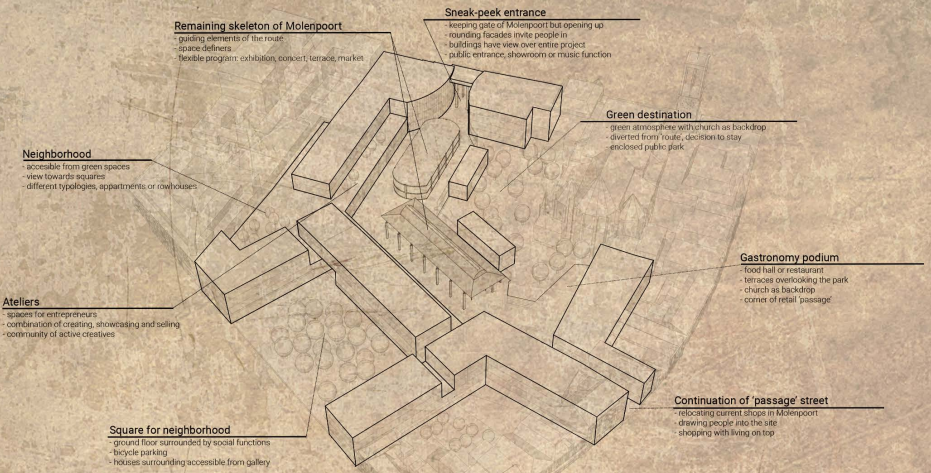 Sneak-peek entrance
- keeping gate of Molenpoort but opening up
- rounding facades invite people in
- buildings have view over entire project
- public entrance, showroom or music function
Remaining skeleton of Molenpoort
- guiding elements of the route
- space definers
- flexible program: exhibition, concert, terrace, market
Green destination
- green atmosphere with church as backdrop
- diverted from 'route', decision to stay
- enclosed public park
Neighborhood
- accesible from green spaces
- view towards squares
- different typologies, appartments or rowhouses
Gastronomy podium
- food hall or restaurant
- terraces overlooking the park
- church as backdrop
- corner of retail 'passage'
Ateliers
- spaces for entrepreneurs
- combination of creating, showcasing and selling
- community of active creatives
Continuation of 'passage' street
- relocating current shops in Molenpoort
- drawing people into the site
- shopping with living on top
Square for neighborhood
- ground floor surrounded by social functions
- bicycle parking
- houses surrounding accessible from gallery